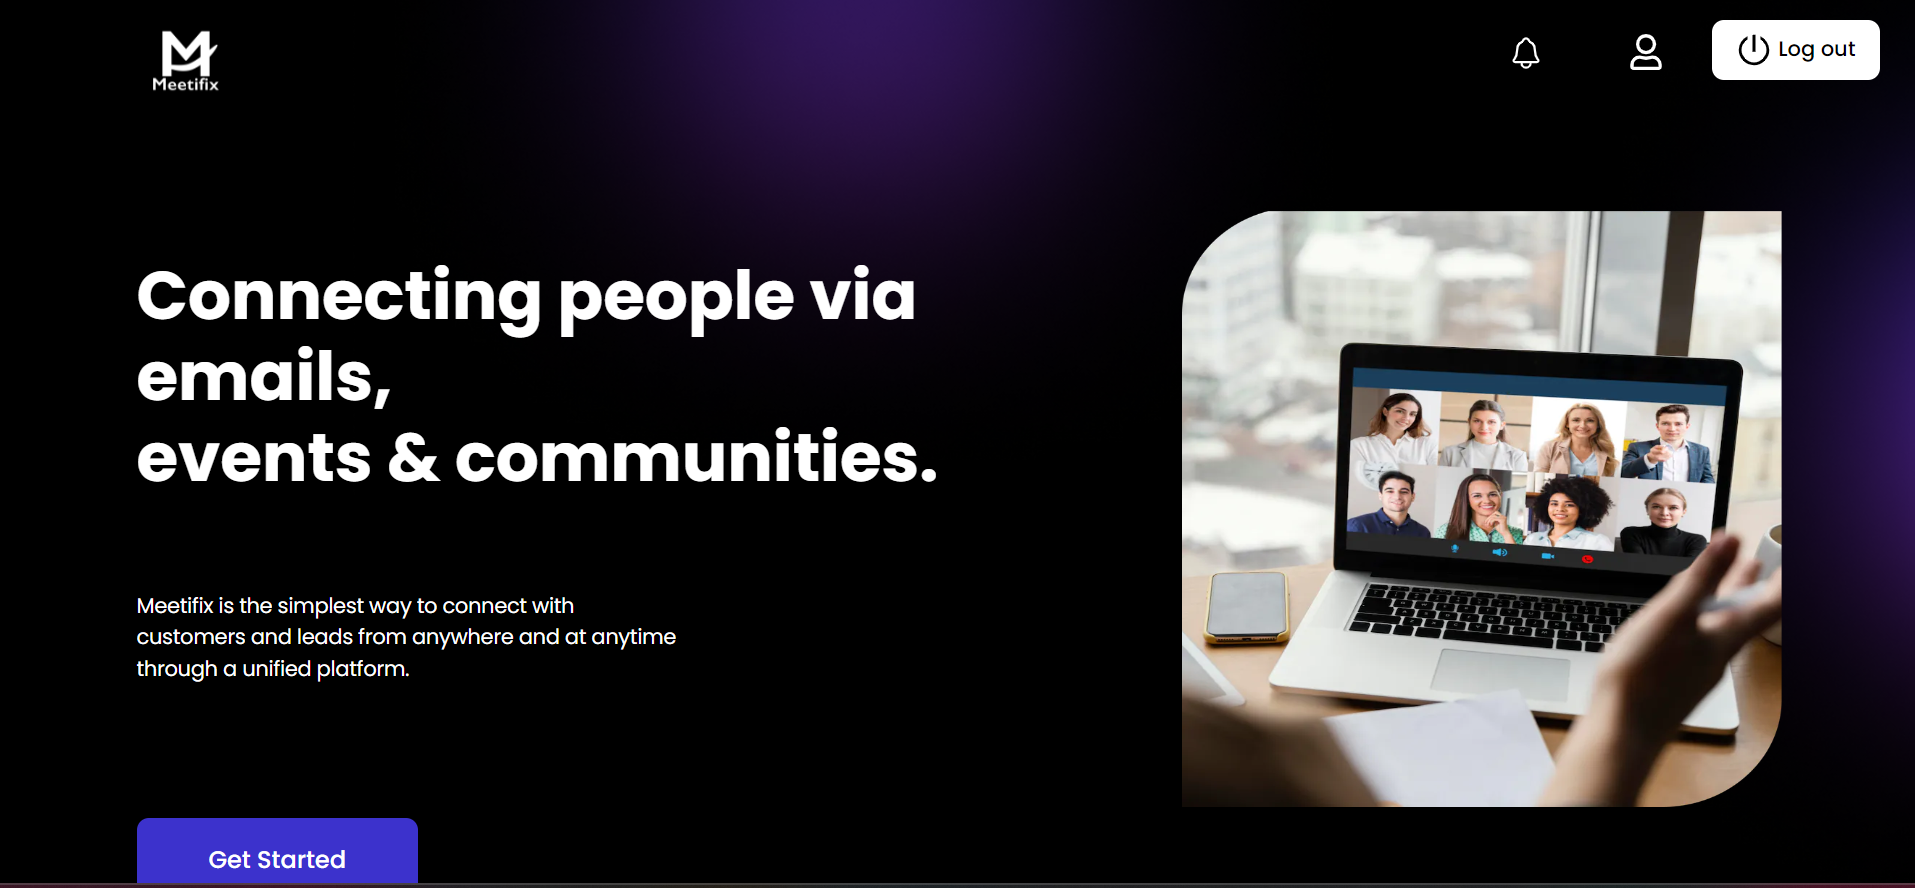 Meetifix
Log out
Connecting people via
emails,
events & communities.
Meetifix is the simplest way to connect with
customers and leads from anywhere and at anytime
through a unified platform.
Get Started